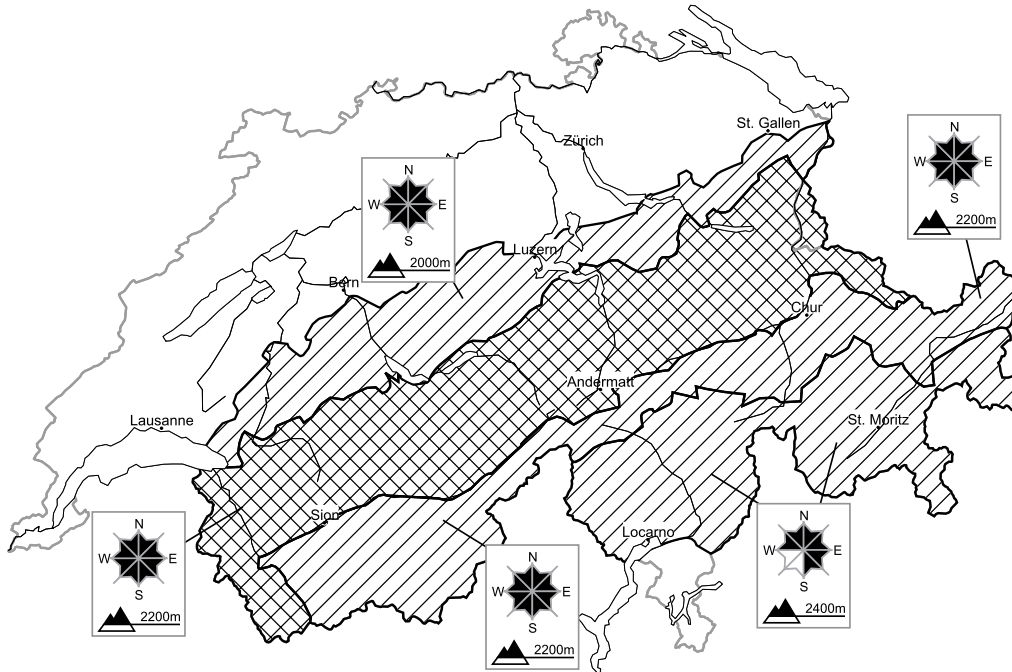 St. Gallen
Zürich
N
W E
S
2200m
N
W E
S
2000m
Luzern
Bern
Chur
Andermatt
Lausanne
St. Moritz
Sion
Locarno
N
W E
S
2200m
N
W E
S
2200m
N
W E
S
2400m